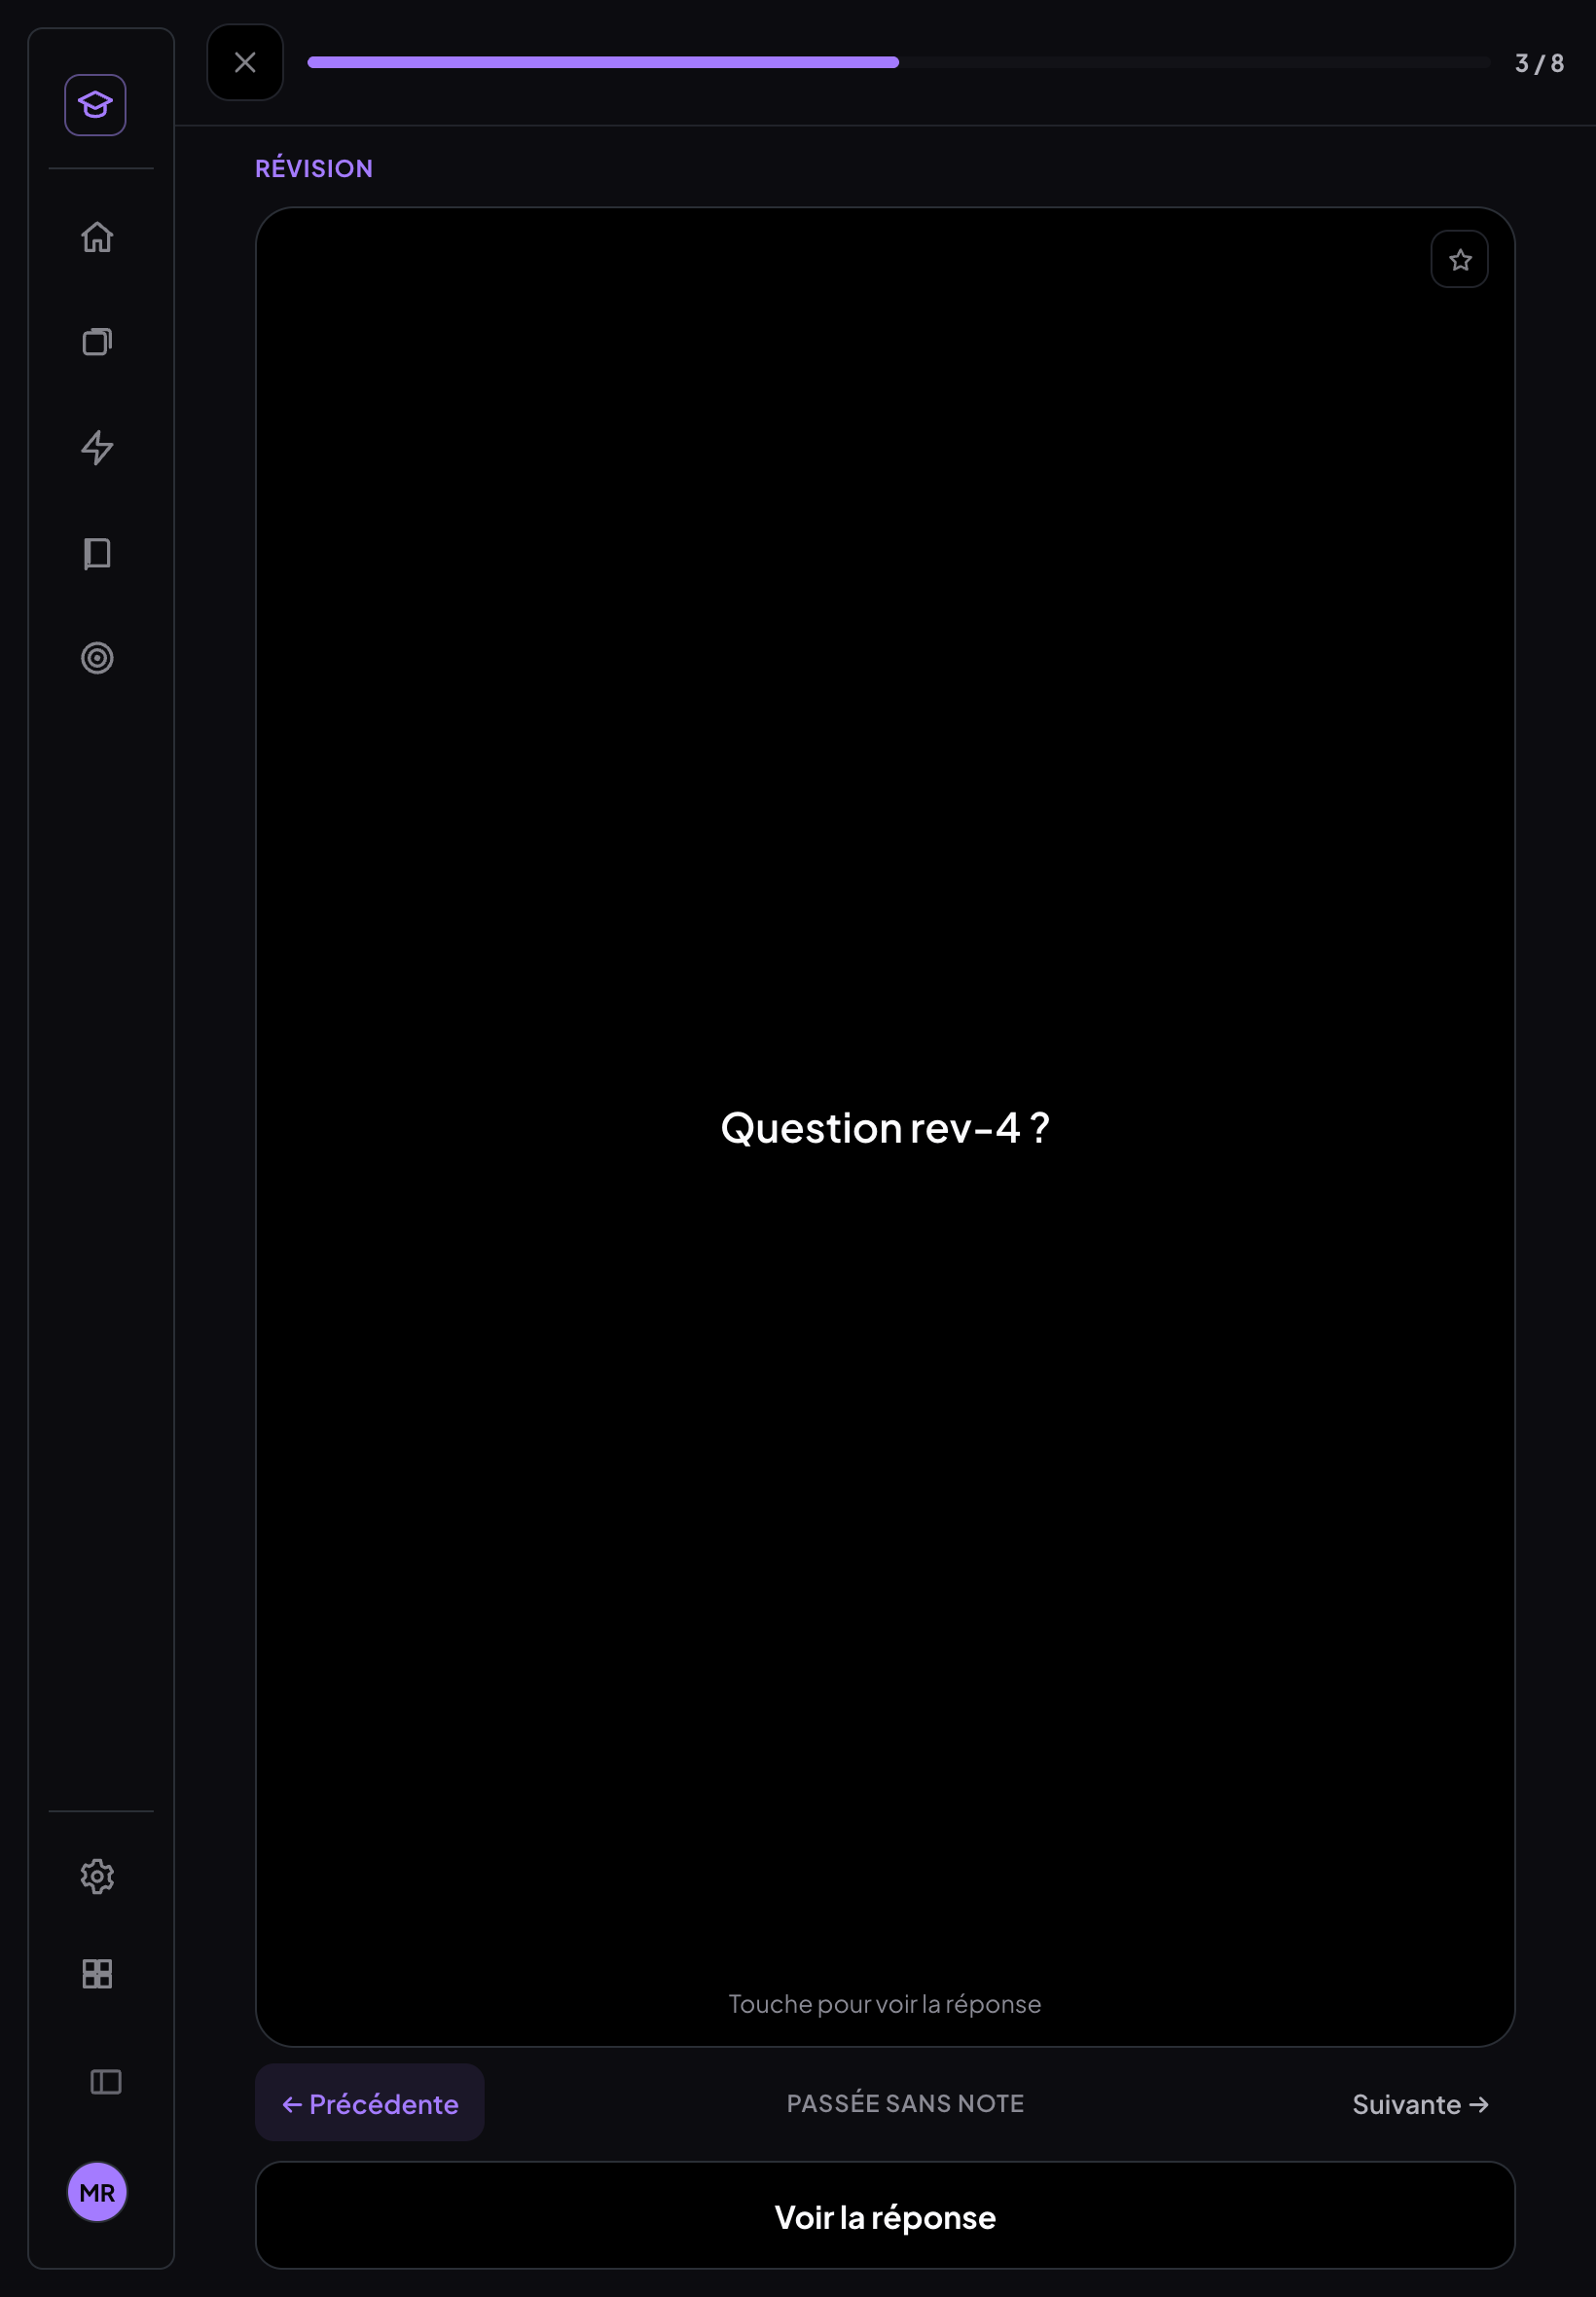 3 / 8
RÉVISION
Question rev-4 ?
Touche pour voir la réponse
← Précédente
PASSÉE SANS NOTE
Suivante →
MR
Voir la réponse